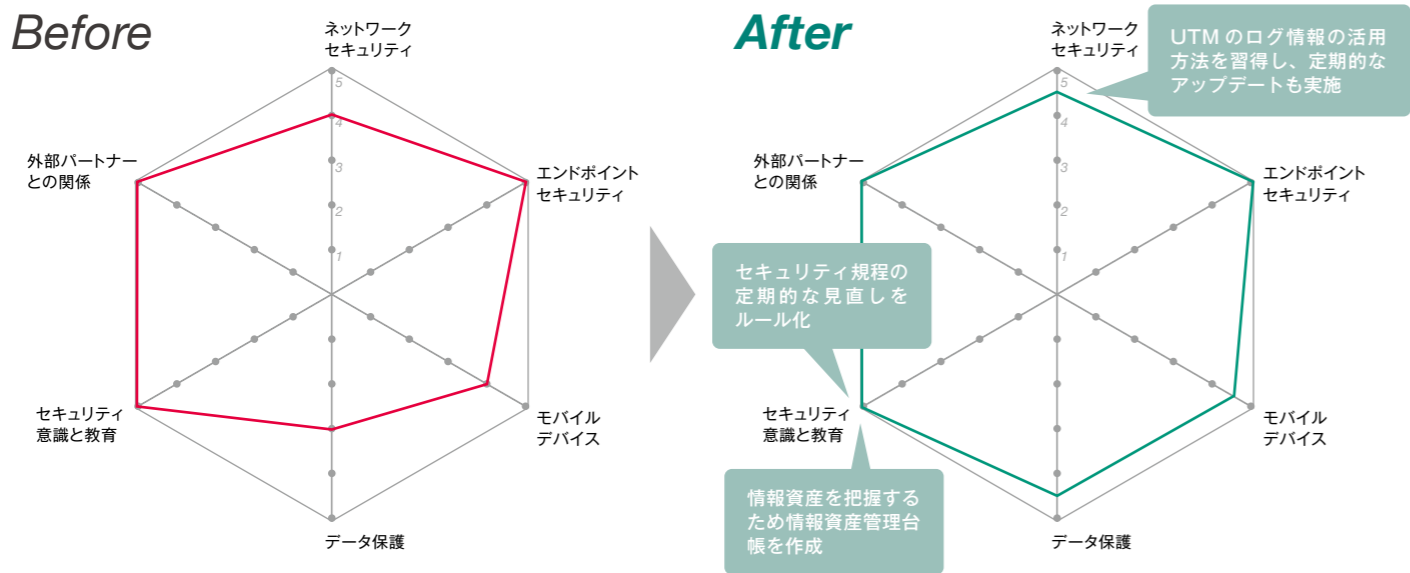 Before
ネットワーク
セキュリティ
5
4
3
2
1
外部パートナー
との関係
エンドポイント
セキュリティ
セキュリティ
意識と教育
モバイル
デバイス
データ保護
After
ネットワーク
セキュリティ
UTMのログ情報の活用
方法を習得し、定期的な
アップデートも実施
5
4
3
2
1
外部パートナー
との関係
エンドポイント
セキュリティ
セキュリティ規程の
定期的な見直しを
ルール化
セキュリティ
意識と教育
モバイル
デバイス
情報資産を把握する
ため情報資産管理台
帳を作成
データ保護